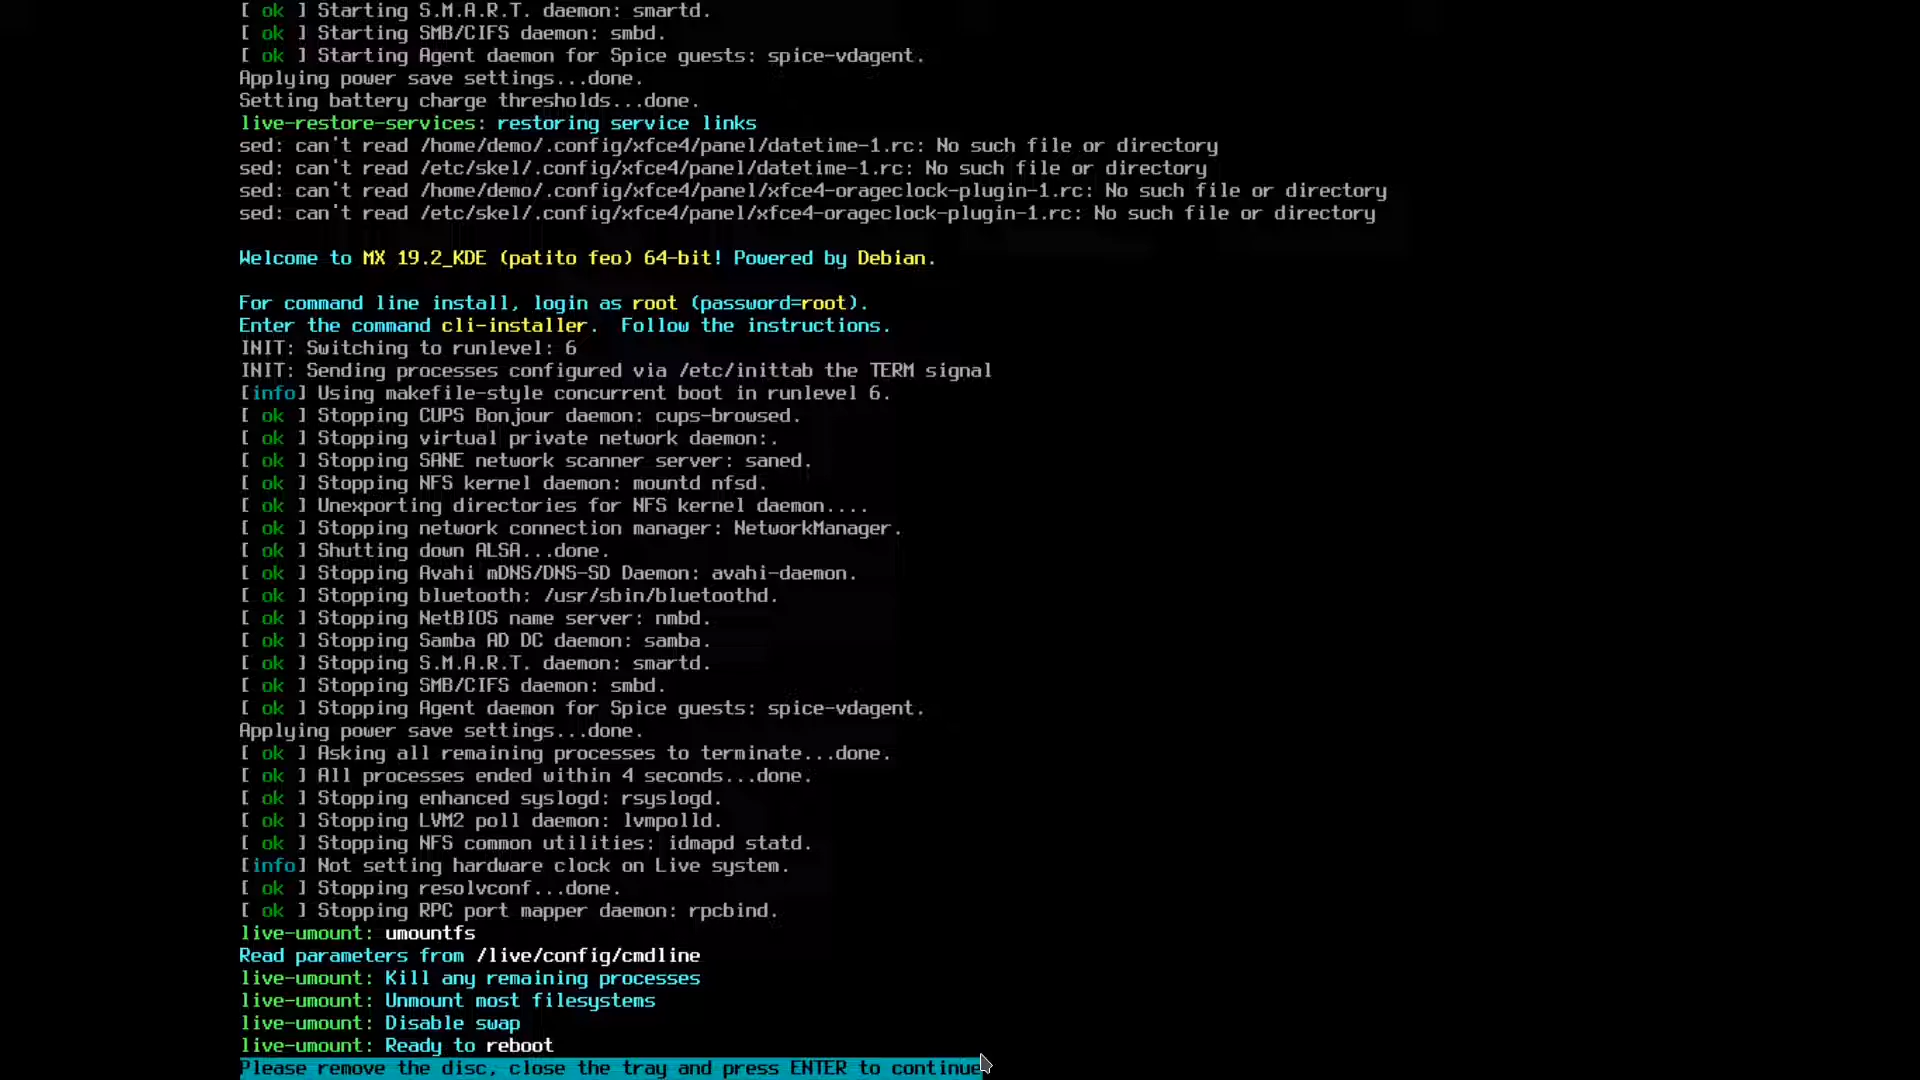 [ ok ] Starting S.M.A.R.T. daemon: smartd.
[ ok ] Starting SMB/CIFS daemon: smbd.
[ ok ] Starting Agent daemon for Spice guests: spice-vdagent.
Applying power save settings...done.
Setting battery charge thresholds...done.
live-restore-services: restoring service links
sed: can't read /home/demo/.config/xfce4/panel/datetime-1.rc: No such file or directory
sed: can't read /etc/skel/.config/xfce4/panel/datetime-1.rc: No such file or directory
sed: can't read /home/demo/.config/xfce4/panel/xfce4-orageclock-plugin-1.rc: No such file or directory
sed: can't read /etc/skel/.config/xfce4/panel/xfce4-orageclock-plugin-1.rc: No such file or directory
Welcome to MX 19.2_KDE (patito feo) 64-bit! Powered by Debian.
For command line install, login as root (password=root).
Enter the command cli-installer.  Follow the instructions.
INIT: Switching to runlevel: 6
INIT: Sending processes configured via /etc/inittab the TERM signal
[info] Using makefile-style concurrent boot in runlevel 6.
[ ok ] Stopping CUPS Bonjour daemon: cups-browsed.
[ ok ] Stopping virtual private network daemon:.
[ ok ] Stopping SANE network scanner server: saned.
[ ok ] Stopping NFS kernel daemon: mountd nfsd.
[ ok ] Unexporting directories for NFS kernel daemon....
[ ok ] Stopping network connection manager: NetworkManager.
[ ok ] Shutting down ALSA...done.
[ ok ] Stopping Avahi mDNS/DNS-SD Daemon: avahi-daemon.
[ ok ] Stopping bluetooth: /usr/sbin/bluetoothd.
[ ok ] Stopping NetBIOS name server: nmbd.
[ ok ] Stopping Samba AD DC daemon: samba.
[ ok ] Stopping S.M.A.R.T. daemon: smartd.
[ ok ] Stopping SMB/CIFS daemon: smbd.
[ ok ] Stopping Agent daemon for Spice guests: spice-vdagent.
Applying power save settings...done.
[ ok ] Asking all remaining processes to terminate...done.
[ ok ] All processes ended within 4 seconds...done.
[ ok ] Stopping enhanced syslogd: rsyslogd.
[ ok ] Stopping LVM2 poll daemon: lvmpolld.
[ ok ] Stopping NFS common utilities: idmapd statd.
[info] Not setting hardware clock on Live system.
[ ok ] Stopping resolvconf...done.
[ ok ] Stopping RPC port mapper daemon: rpcbind.
live-umount: umountfs
Read parameters from /live/config/cmdline
live-umount: Kill any remaining processes
live-umount: Unmount most filesystems
live-umount: Disable swap
live-umount: Ready to reboot
Please remove the disc, close the tray and press ENTER to continue